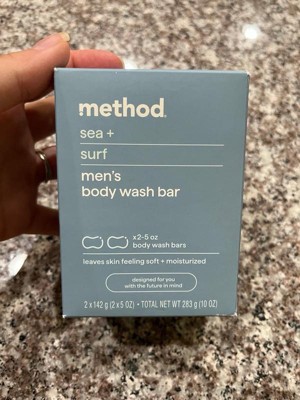 method.
sea +
surf
men's
body wash bar
x2-5 oz
body wash bars
leaves skin feeling soft + moisturized
designed for you
with the future in mind
2 x 142 g (2 x 5 OZ) • TOTAL NET WT 283 g (10 OZ)